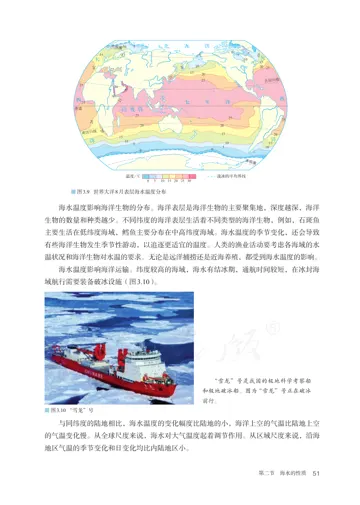 温度/℃
流冰的平均界线
图3.9 世界大洋8月表层海水温度分布
海水温度影响海洋生物的分布。海洋表层是海洋生物的主要聚集地，深度越深，海洋
生物的数量和种类越少。不同纬度的海洋表层生活着不同类型的海洋生物，例如，石斑鱼
主要生活在低纬度海域，鳕鱼主要分布在中高纬度海域。海水温度的季节变化，还会导致
有些海洋生物发生季节性游动，以追逐更适宜的温度。人类的渔业活动要考虑各海域的水
温状况和海洋生物对水温的要求。无论是远洋捕捞还是近海养殖，都受到海水温度的影响。
海水温度影响海洋运输。纬度较高的海域，海水有结冰期，通航时间较短，在冰封海
域航行需要装备破冰设施（图3.10）。
“雪龙”号是我国的极地科学考察船
和极地破冰船。图为“雪龙”号正在破冰
前行。
图3.10 “雪龙”号
与同纬度的陆地相比，海水温度的变化幅度比陆地的小，海洋上空的气温比陆地上空
的气温变化慢。从全球尺度来说，海水对大气温度起着调节作用。从区域尺度来说，沿海
地区气温的季节变化和日变化均比内陆地区小。
第二节 海水的性质 51